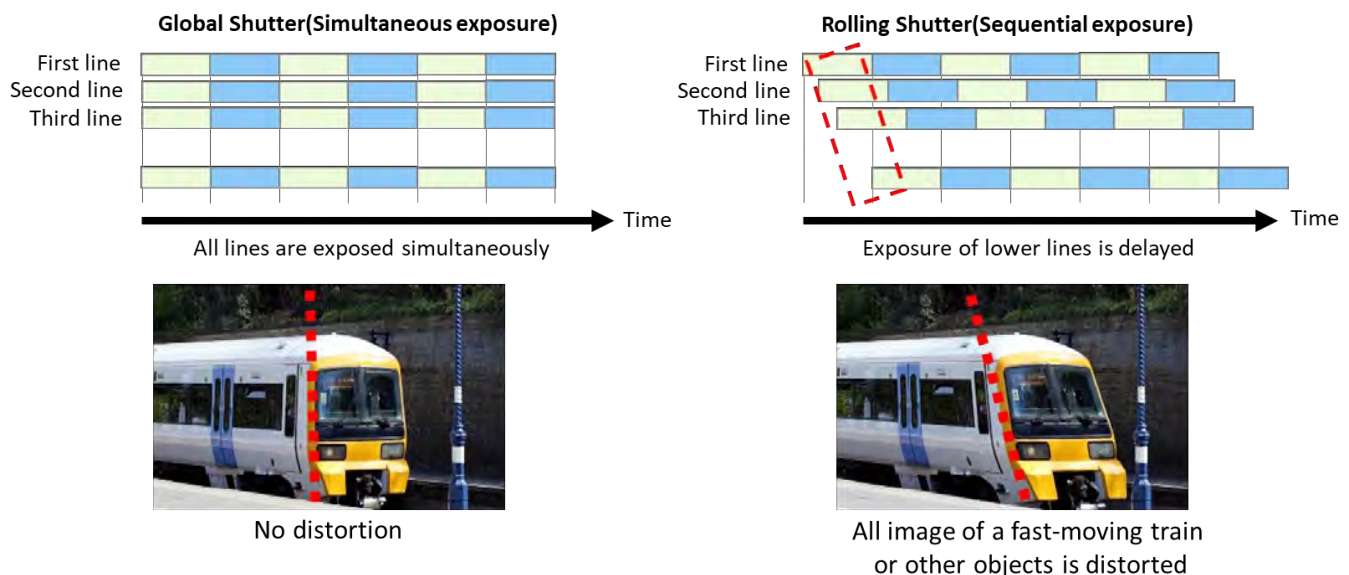 Global Shutter(Simultaneous exposure)
First line
Second line
Third line
Time
All lines are exposed simultaneously
No distortion
Rolling Shutter(Sequential exposure)
First line
Second line
Third line
Time
Exposure of lower lines is delayed
All image of a fast-moving train
or other objects is distorted